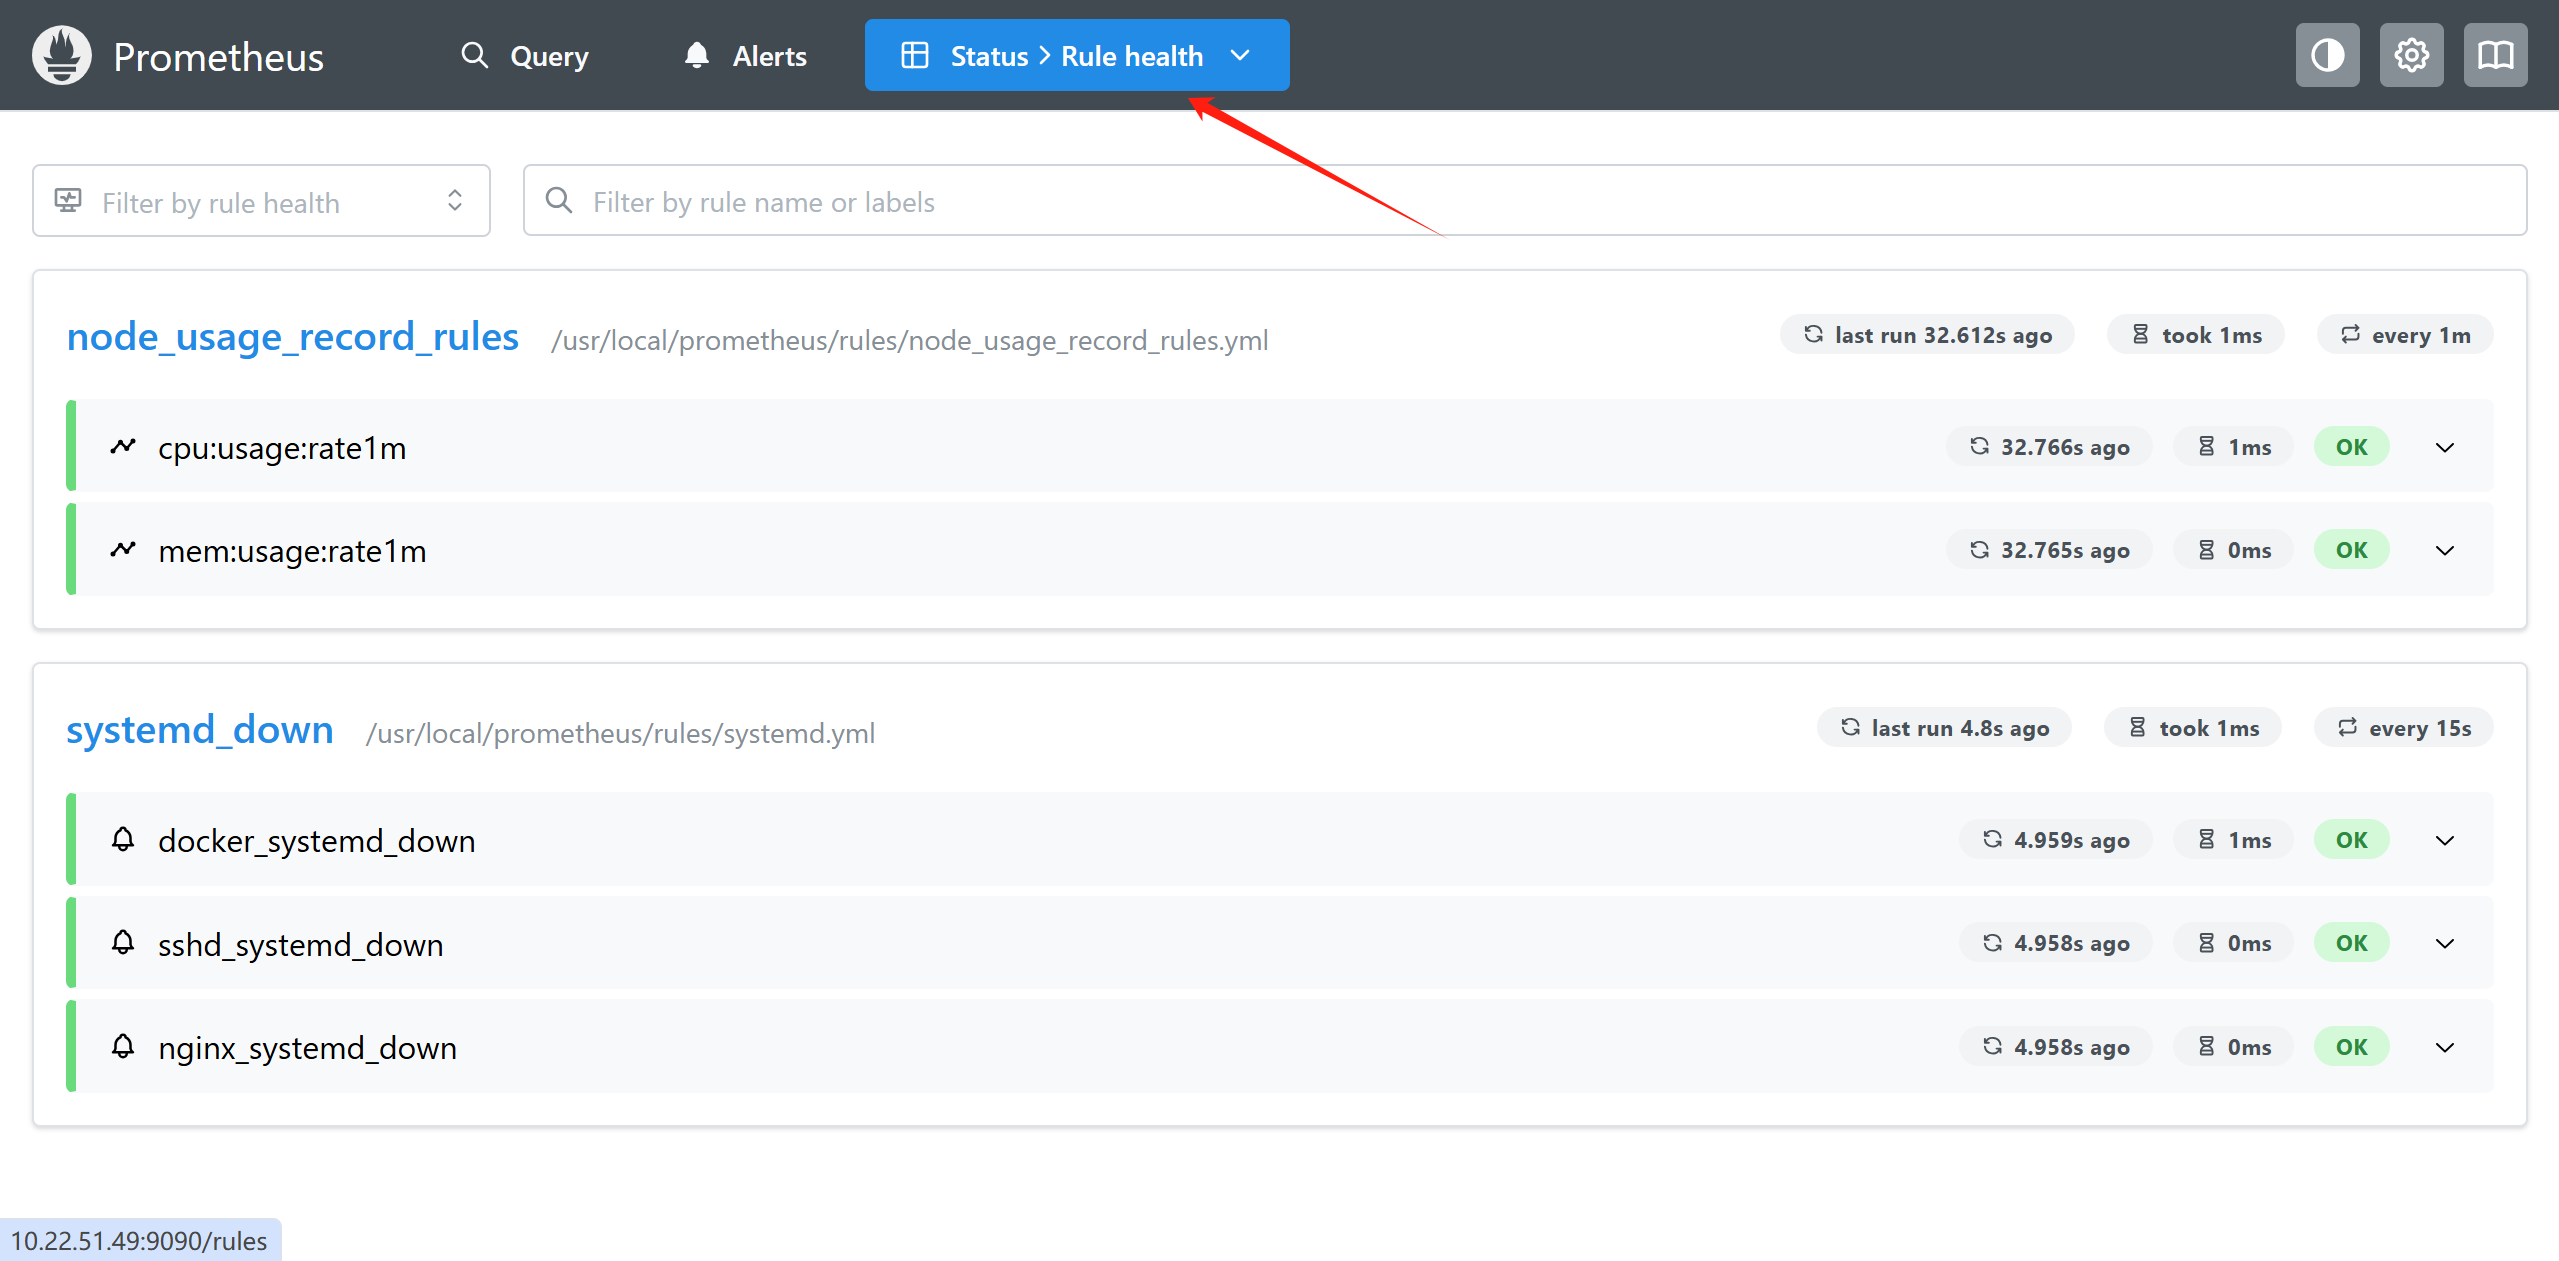 Prometheus Query Alerts Status > Rule health
Filter by rule health Filter by rule name or labels
node_usage_record_rules /usr/local/prometheus/rules/node_usage_record_rules.yml last run 32.612s ago took 1ms every 1m
cpu:usage:rate1m 32.766s ago 1ms OK
mem:usage:rate1m 32.765s ago 0ms OK
systemd_down /usr/local/prometheus/rules/systemd.yml last run 4.8s ago took 1ms every 15s
docker_systemd_down 4.959s ago 1ms OK
sshd_systemd_down 4.958s ago 0ms OK
nginx_systemd_down 4.958s ago 0ms OK
10.22.51.49:9090/rules